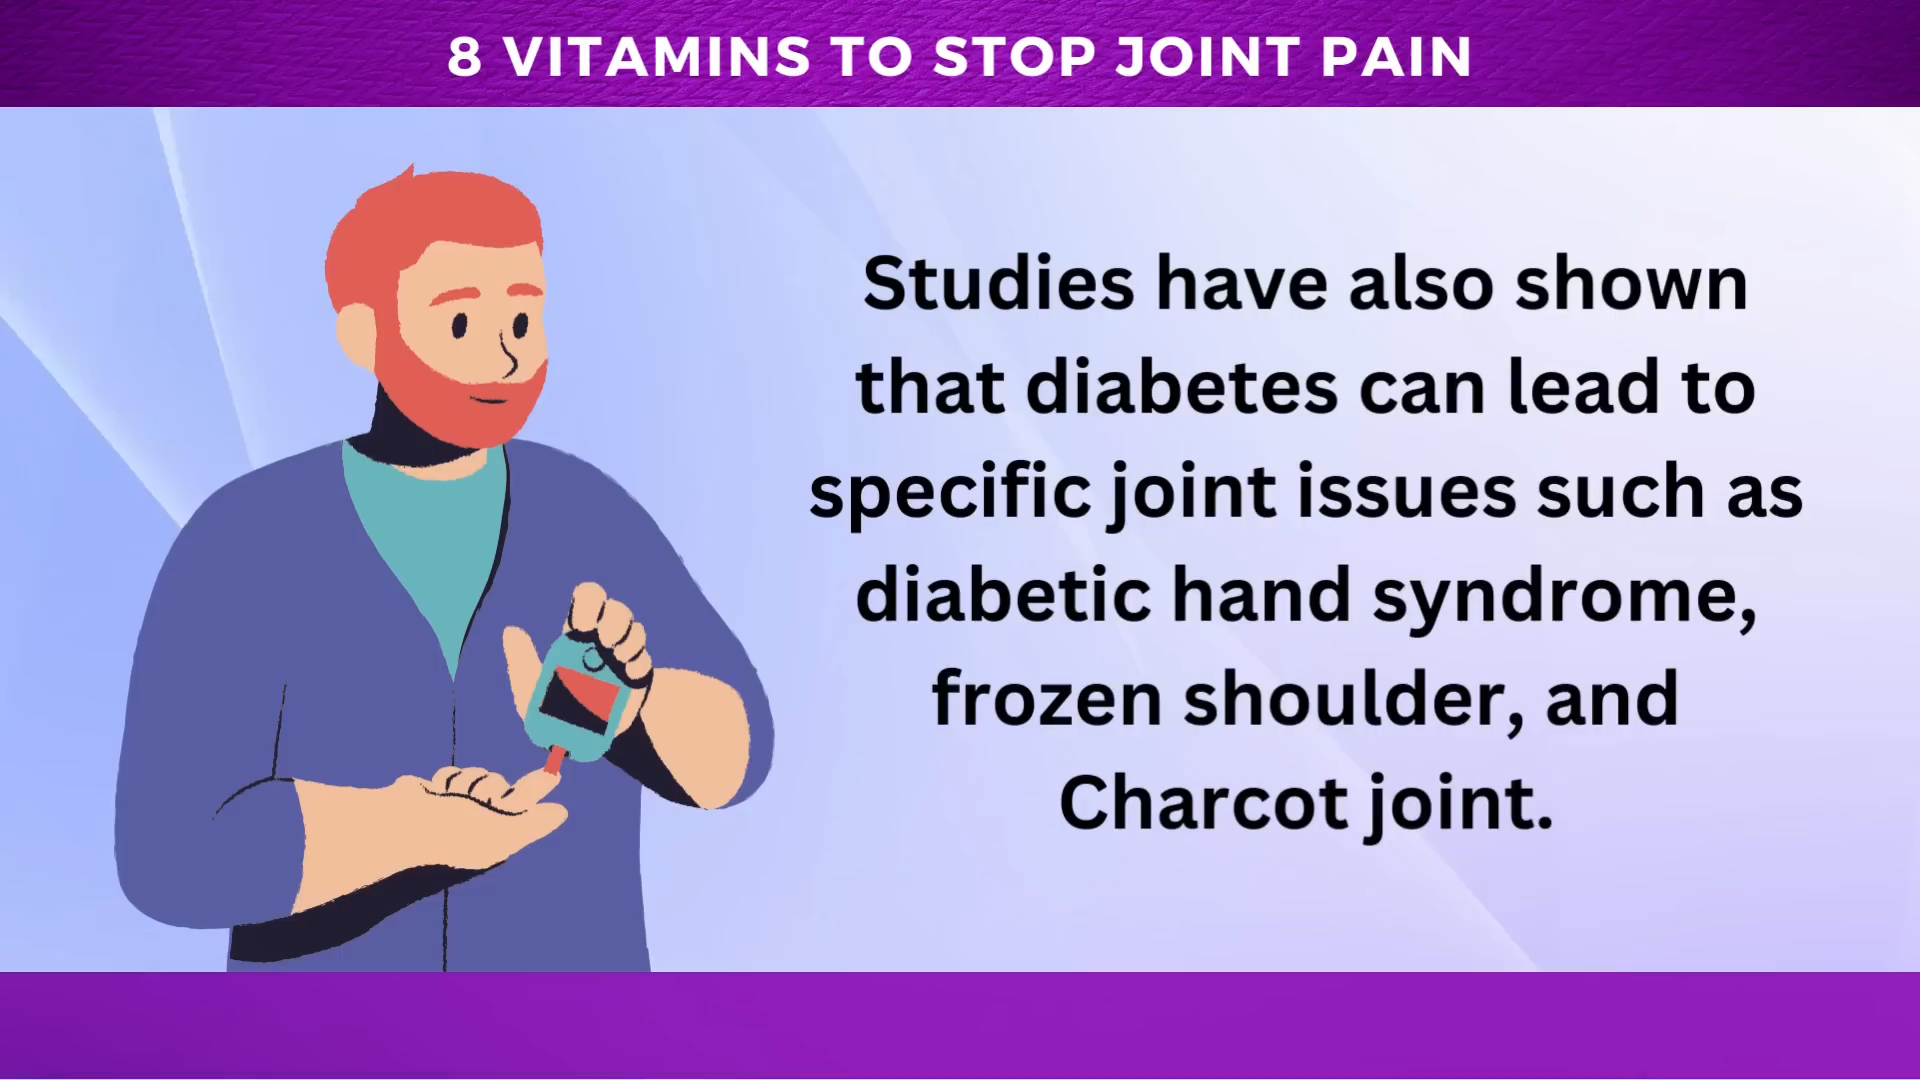 8 VITAMINS TO STOP JOINT PAIN
Studies have also shown
that diabetes can lead to
specific joint issues such as
diabetic hand syndrome,
frozen shoulder, and
Charcot joint.